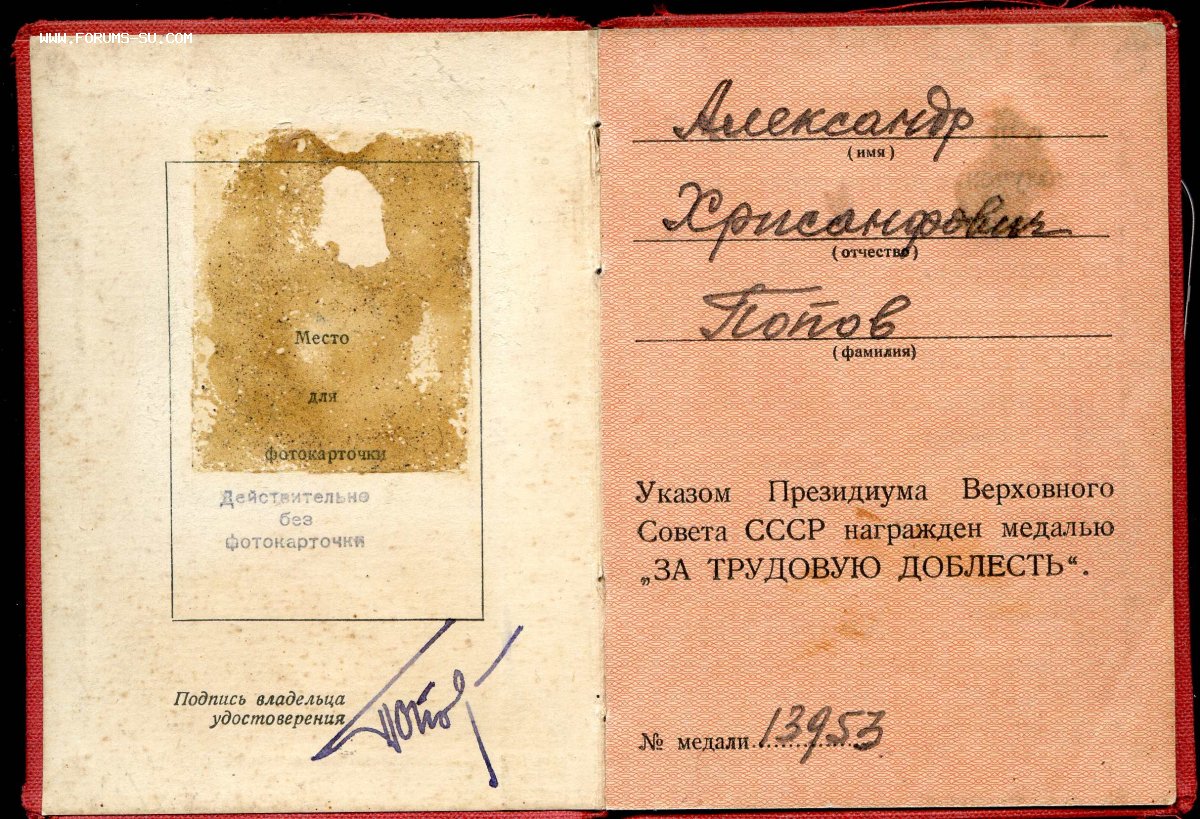 www.forums-su.com
Место
для
фотокарточки
Действительно
без
фотокарточки
Подпись владельца
удостоверения
Попов
Александр
(имя)
Хрисанфович
(отчество)
Попов
(фамилия)
Указом Президиума Верховного
Совета СССР награжден медалью
„ЗА ТРУДОВУЮ ДОБЛЕСТЬ“.
№ медали 13953